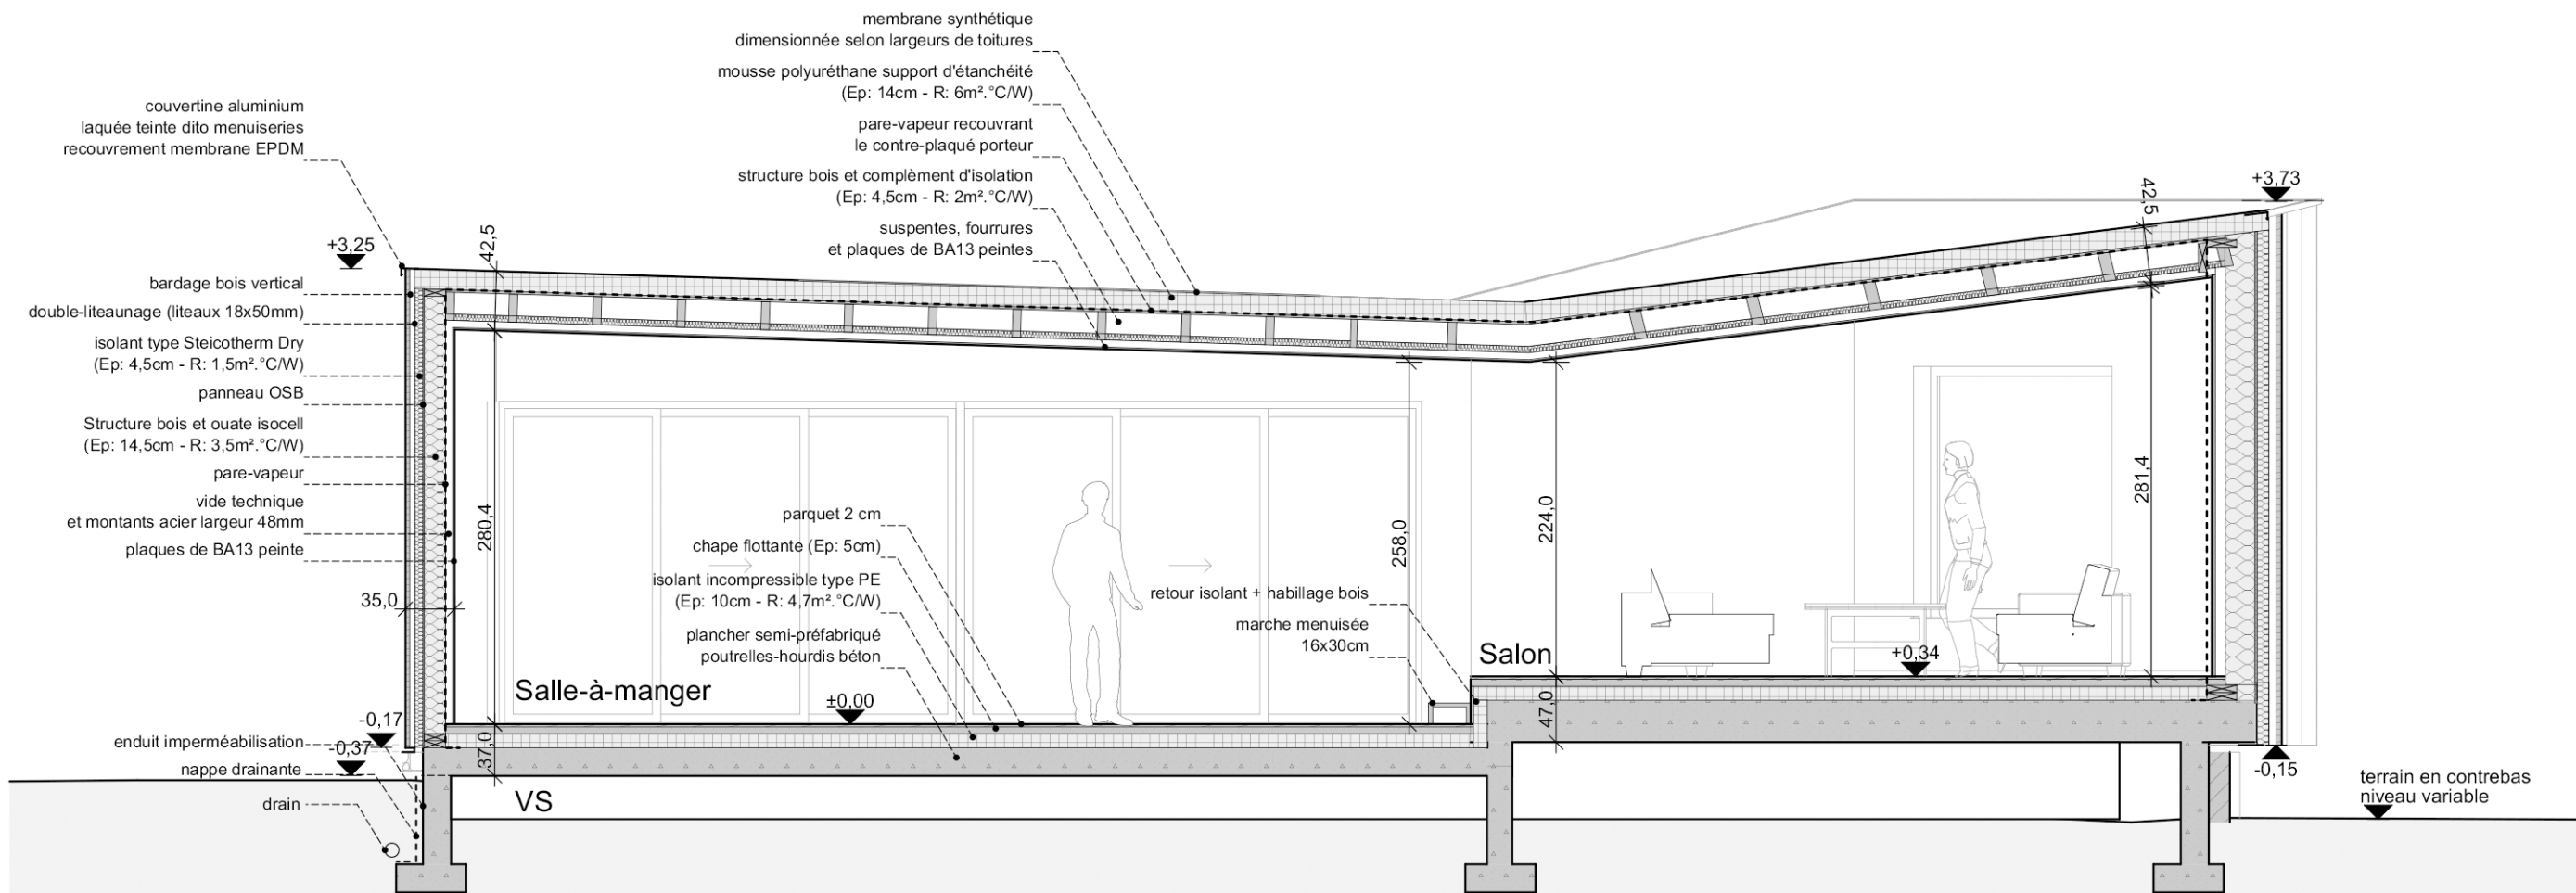 membrane synthétique
dimensionnée selon largeurs de toitures
mousse polyuréthane support d'étanchéité
(Ep: 14cm - R: 6m².°C/W)
pare-vapeur recouvrant
le contre-plaqué porteur
structure bois et complèment d'isolation
(Ep: 4,5cm - R: 2m².°C/W)
suspentes, fourrures
et plaques de BA13 peintes
couvertine aluminium
laquée teinte dito menuiseries
recouvrement membrane EPDM
+3,25
42,5
42,5
+3,73
bardage bois vertical
double-liteaunage (liteaux 18x50mm)
isolant type Steicotherm Dry
(Ep: 4,5cm - R: 1,5m².°C/W)
panneau OSB
Structure bois et ouate isocell
(Ep: 14,5cm - R: 3,5m².°C/W)
pare-vapeur
vide technique
et montants acier largeur 48mm
plaques de BA13 peinte
35,0
280,4
258,0
224,0
281,4
parquet 2 cm
chape flottante (Ep: 5cm)
isolant incompressible type PE
(Ep: 10cm - R: 4,7m².°C/W)
plancher semi-préfabriqué
poutrelles-hourdis béton
retour isolant + habillage bois
marche menuisée
16x30cm
Salon
+0,34
Salle-à-manger
±0,00
47,0
-0,17
enduit imperméabilisation
-0,37
37,0
nappe drainante
drain
VS
-0,15
terrain en contrebas
niveau variable